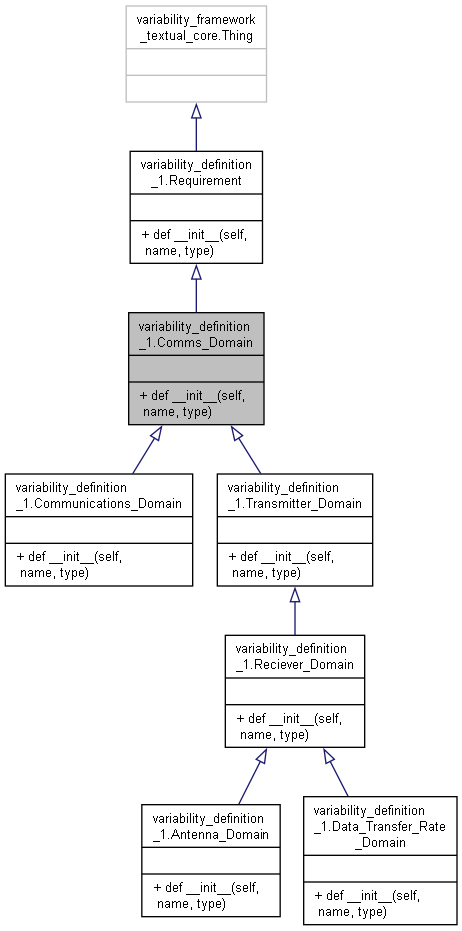 variability_framework
_textual_core.Thing
variability_definition
_1.Requirement
+ def __init__(self,
name, type)
variability_definition
_1.Comms_Domain
+ def __init__(self,
name, type)
variability_definition
_1.Communications_Domain
+ def __init__(self,
name, type)
variability_definition
_1.Transmitter_Domain
+ def __init__(self,
name, type)
variability_definition
_1.Reciever_Domain
+ def __init__(self,
name, type)
variability_definition
_1.Antenna_Domain
+ def __init__(self,
name, type)
variability_definition
_1.Data_Transfer_Rate
_Domain
+ def __init__(self,
name, type)